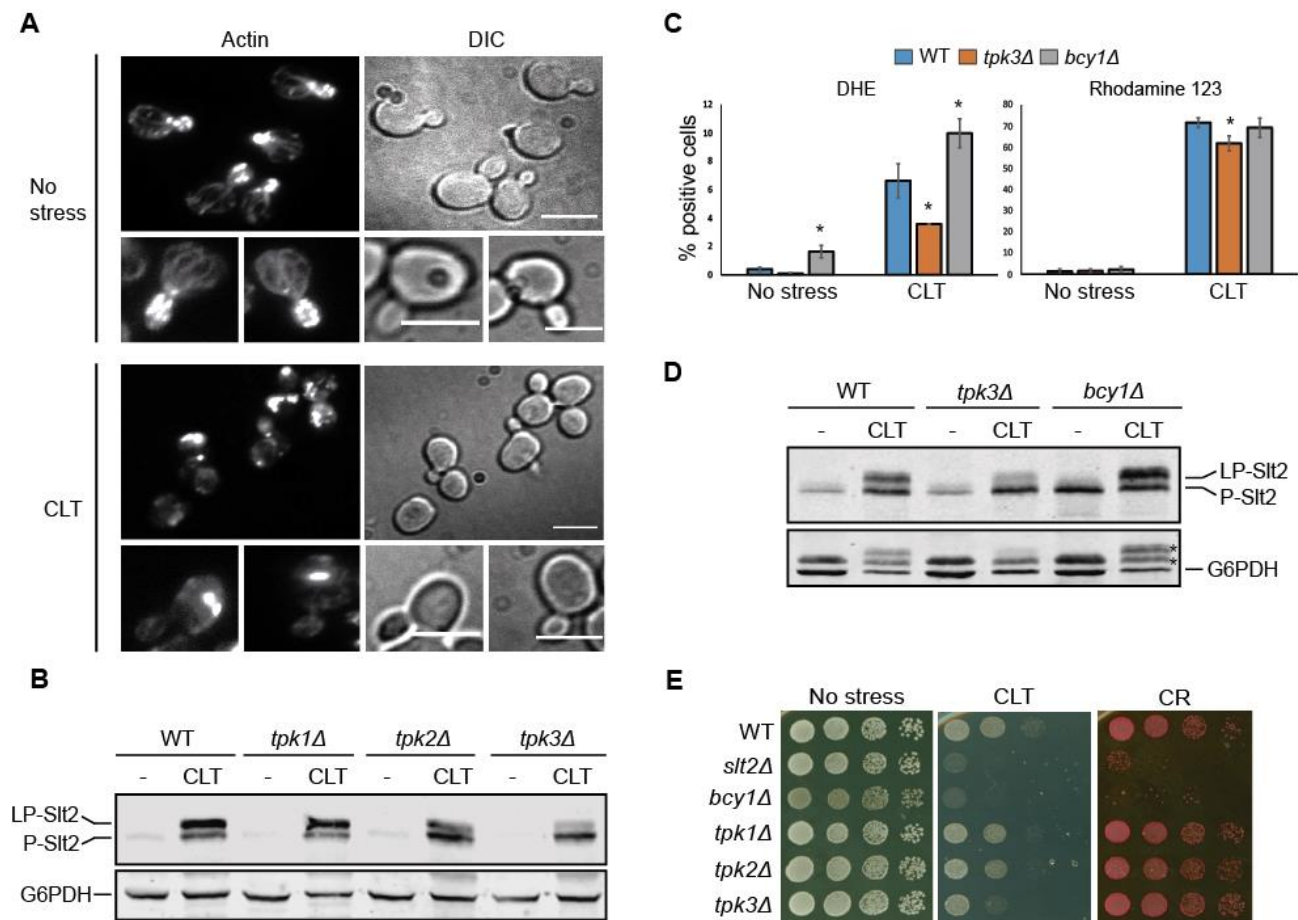 A
Actin DIC
No
stress
CLT
B
WT tpk1Δ tpk2Δ tpk3Δ
- CLT - CLT - CLT - CLT
LP-Slt2
P-Slt2
G6PDH
C
WT tpk3Δ bcy1Δ
DHE
% positive cells
12
10
8
6
4
2
0
* * *
No stress CLT
Rhodamine 123
80
70
60
50
40
30
20
10
0
*
No stress CLT
D
WT tpk3Δ bcy1Δ
- CLT - CLT - CLT
LP-Slt2
P-Slt2
*
*
G6PDH
E
No stress CLT CR
WT
slt2Δ
bcy1Δ
tpk1Δ
tpk2Δ
tpk3Δ